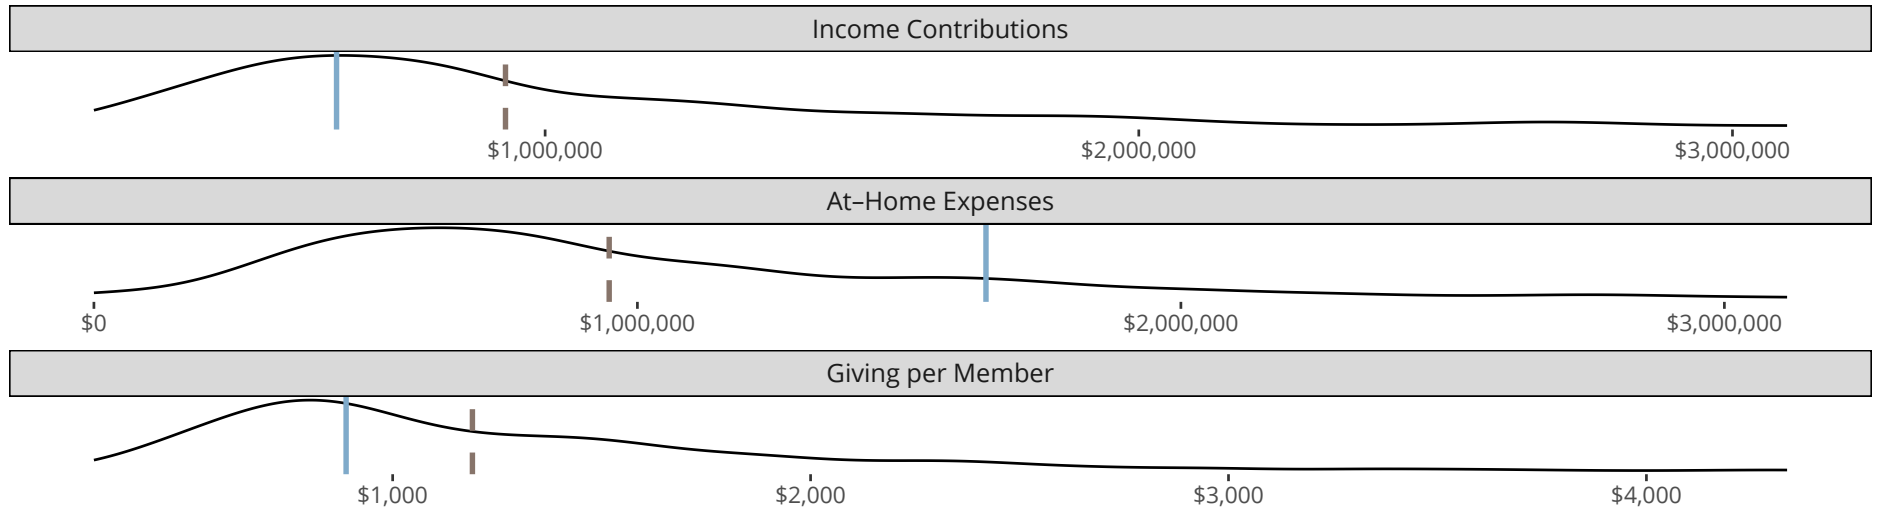 Income Contributions
$1,000,000 $2,000,000 $3,000,000
At–Home Expenses
$0 $1,000,000 $2,000,000 $3,000,000
Giving per Member
$1,000 $2,000 $3,000 $4,000